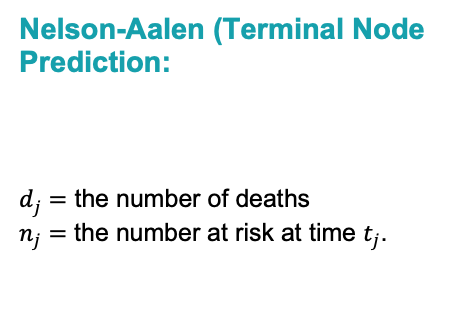 Nelson-Aalen (Terminal Node
Prediction:
dⱼ = the number of deaths
nⱼ = the number at risk at time tⱼ.